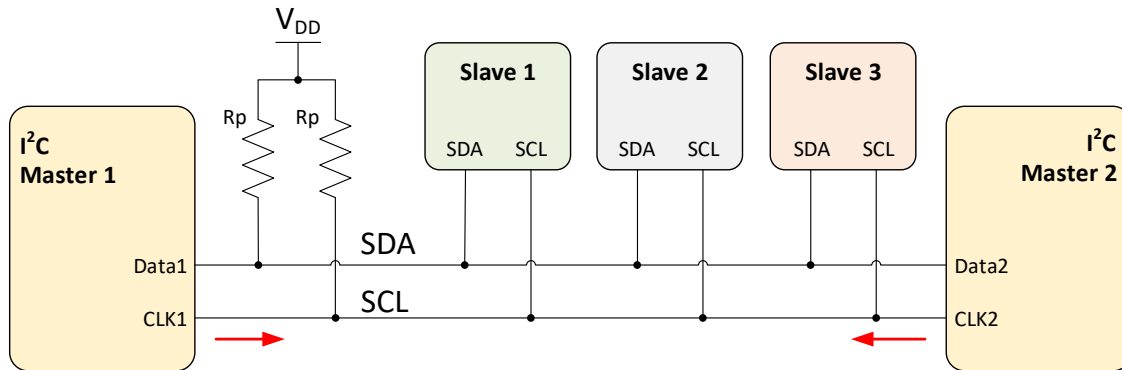 V_DD
Rp
Rp
I²C
Master 1
Data1
CLK1
SDA
SCL
Slave 1
SDA SCL
Slave 2
SDA SCL
Slave 3
SDA SCL
I²C
Master 2
Data2
CLK2